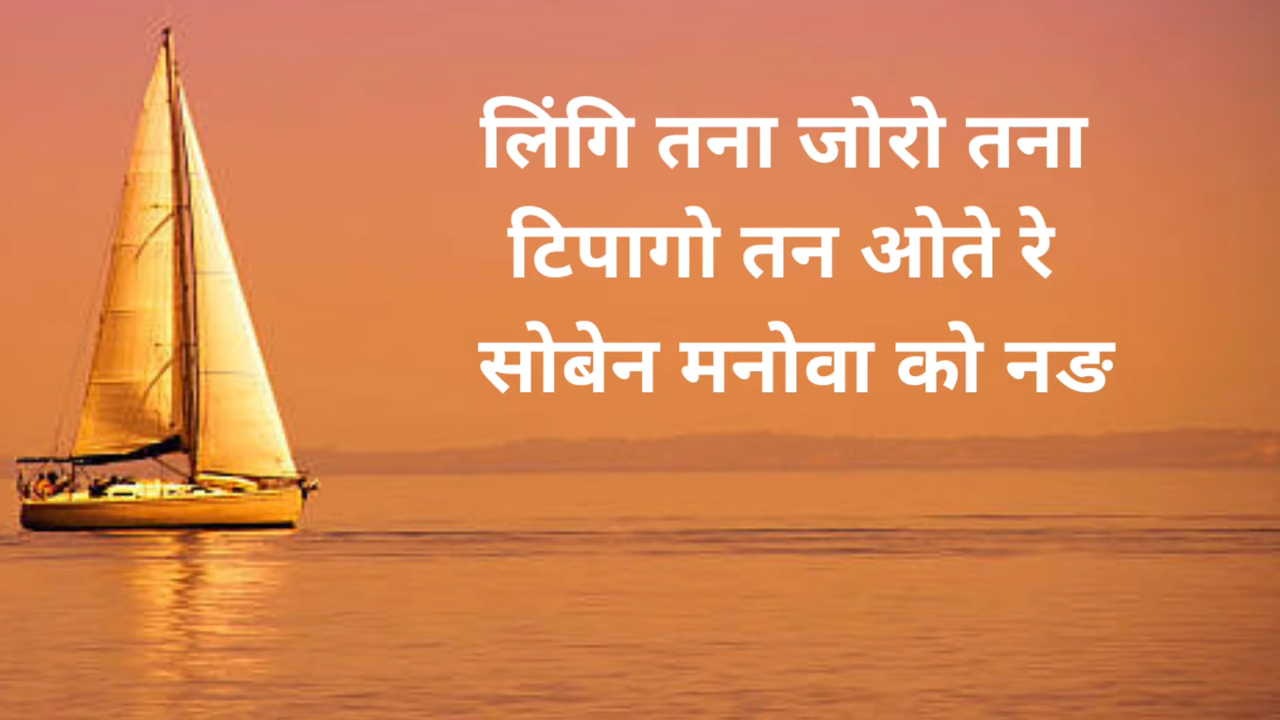 लिंगि तना जोरो तना
टिपागो तन ओते रे
सोबेन मनोवा को नङ